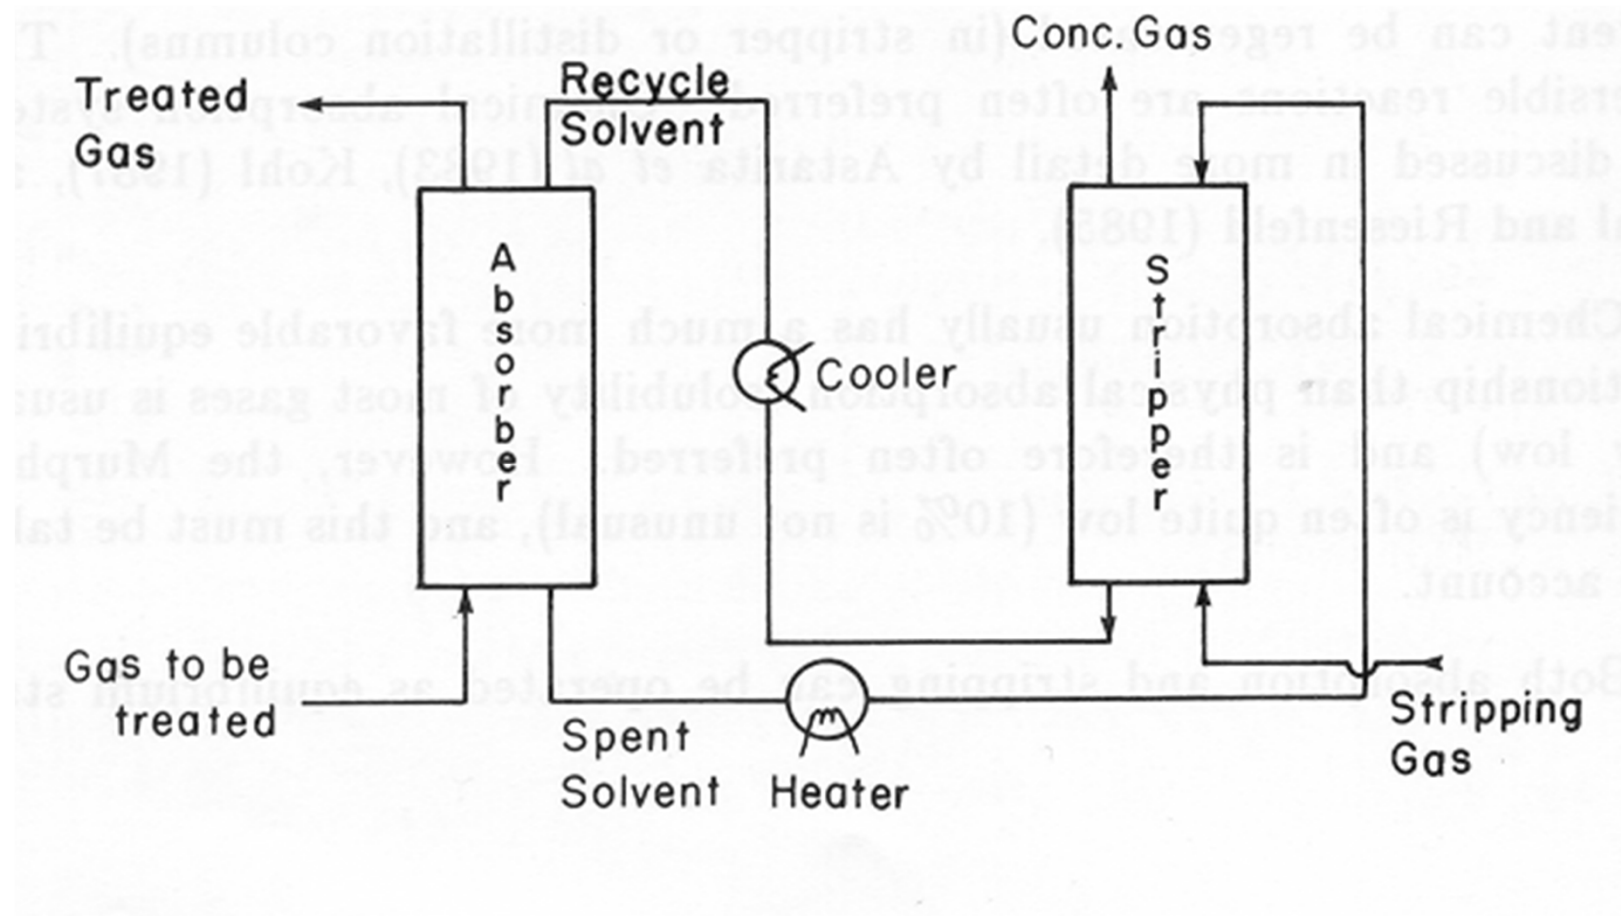 Conc. Gas
Treated
Gas
Recycle
Solvent
Absorber
Stripper
Cooler
Gas to be
treated
Spent
Solvent
Heater
Stripping
Gas